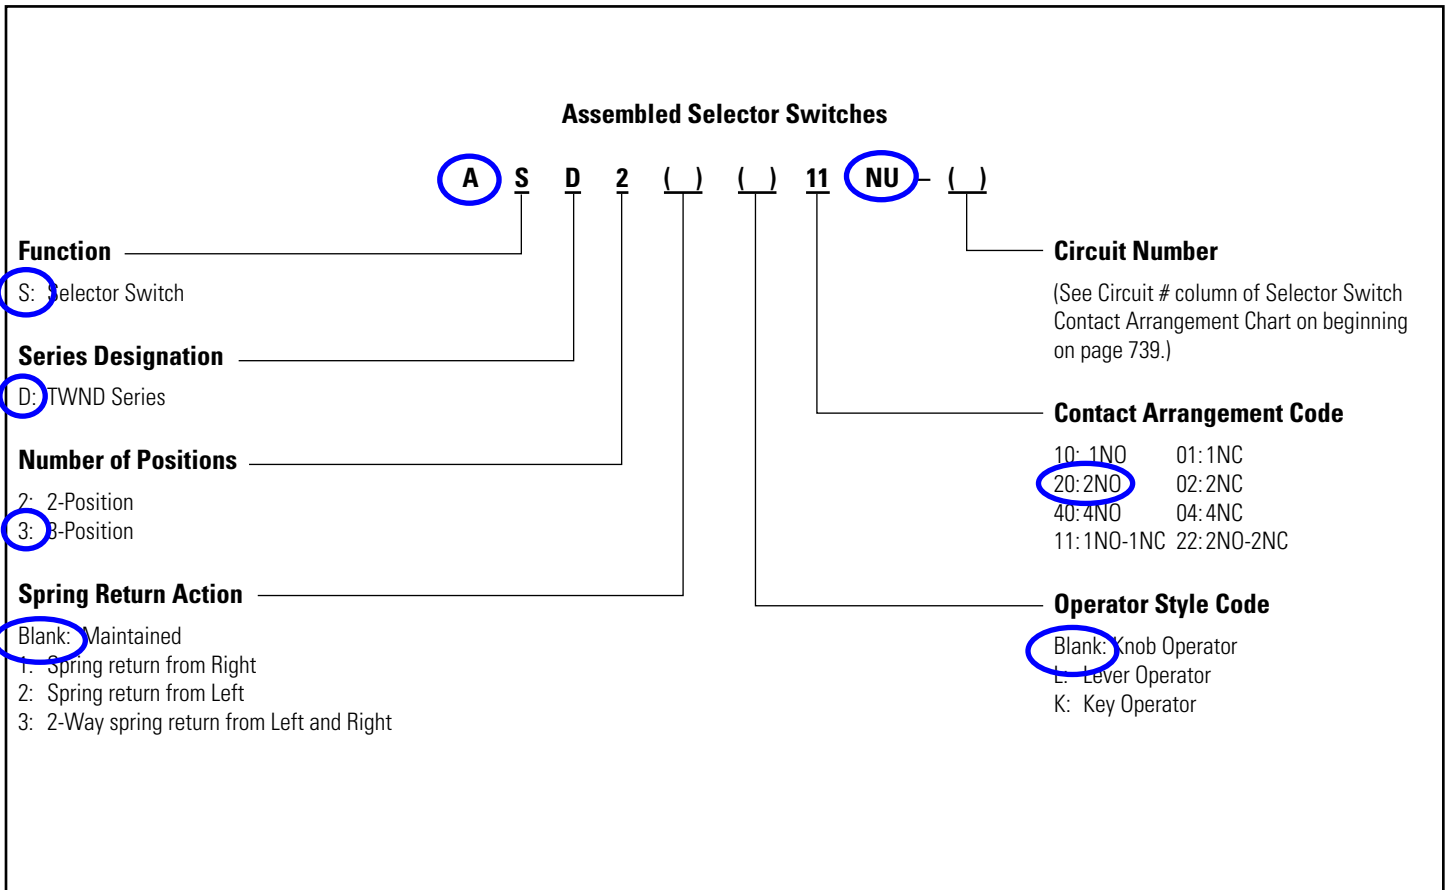 Assembled Selector Switches
A S D 2 ( ) ( ) 11 NU – ( )
Function
S: Selector Switch
Series Designation
D: TWND Series
Number of Positions
2: 2-Position
3: 3-Position
Spring Return Action
Blank: Maintained
1: Spring return from Right
2: Spring return from Left
3: 2-Way spring return from Left and Right
Circuit Number
(See Circuit # column of Selector Switch
Contact Arrangement Chart on beginning
on page 739.)
Contact Arrangement Code
10: 1NO 01: 1NC
20: 2NO 02: 2NC
40: 4NO 04: 4NC
11: 1NO-1NC 22: 2NO-2NC
Operator Style Code
Blank: Knob Operator
L: Lever Operator
K: Key Operator